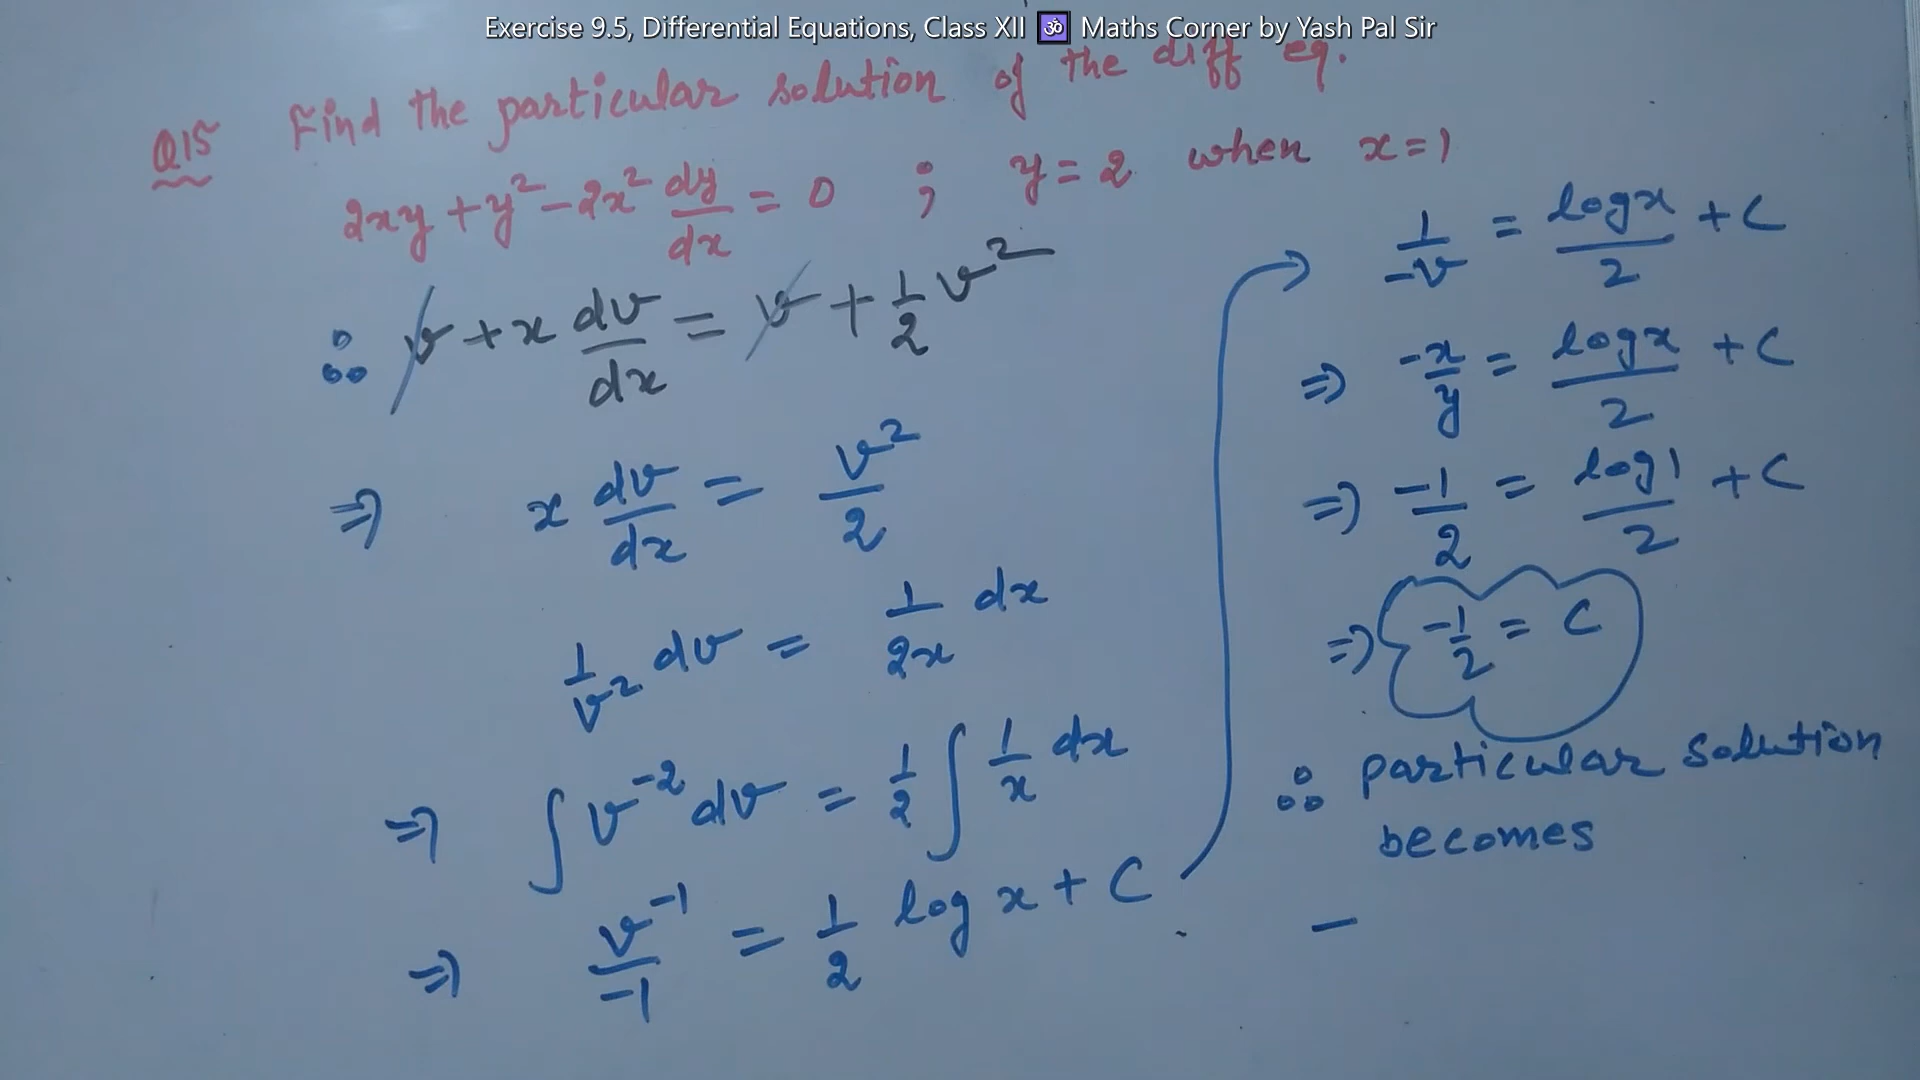 Exercise 9.5, Differential Equations, Class XII 🕉 Maths Corner by Yash Pal Sir
Q15 Find the particular solution of the diff eq.
2xy + y² - 2x² dy/dx = 0 ; y = 2 when x = 1
∴ v + x dv/dx = v + 1/2 v²
⇒ x dv/dx = v²/2
1/v² dv = 1/2x dx
⇒ ∫ v⁻² dv = 1/2 ∫ 1/x dx
⇒ v⁻¹/-1 = 1/2 log x + C
1/-v = log x/2 + C
⇒ -x/y = log x/2 + C
⇒ -1/2 = log 1/2 + C
⇒ -1/2 = C
∴ particular solution
becomes
-